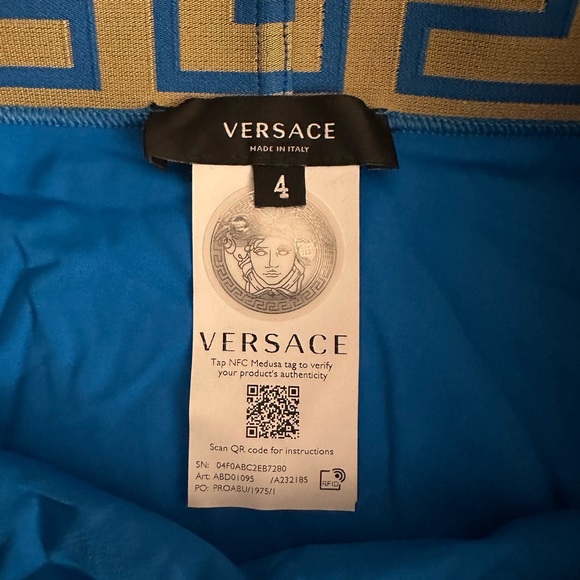 VERSACE
MADE IN ITALY
4
VERSACE
Tap NFC Medusa tag to verify
your product's authenticity
Scan QR code for instructions
SN: 04F0ABC2EB7280
Art: ABD01095 /A232185
PO: PROABU/1975/1
RFID